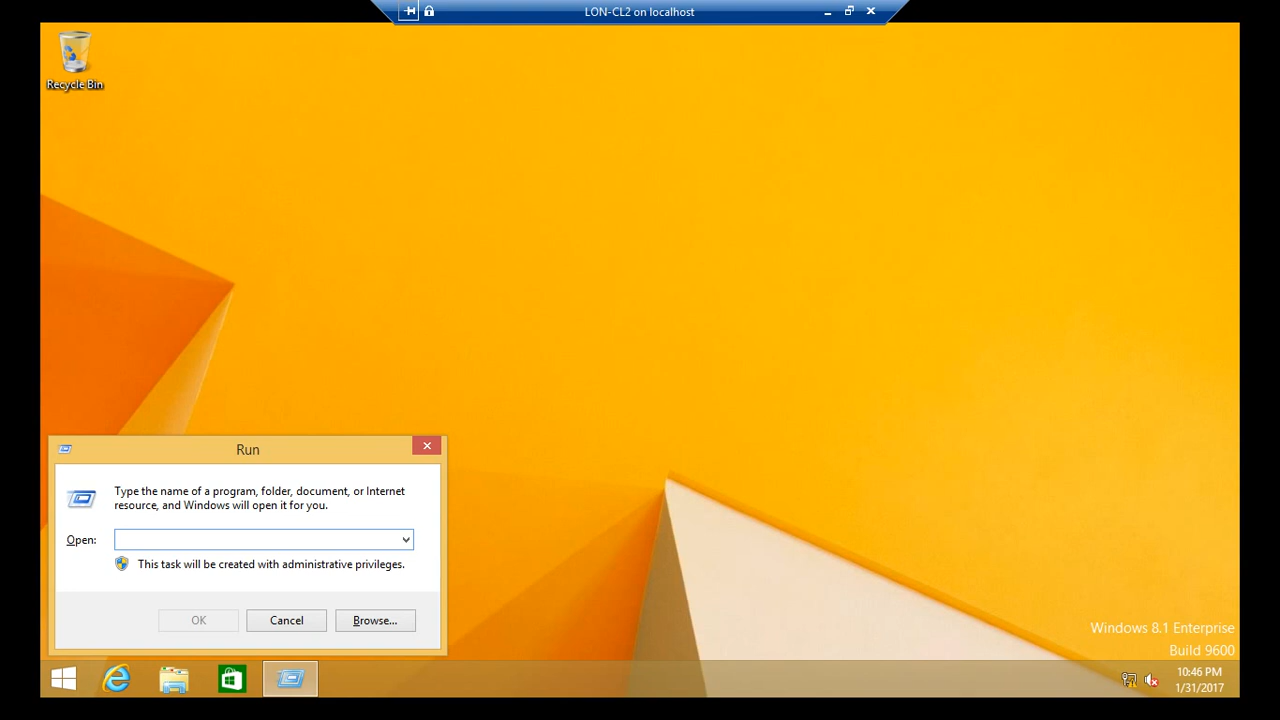 LON-CL2 on localhost
Recycle Bin
Run
Type the name of a program, folder, document, or Internet
resource, and Windows will open it for you.
Open:
This task will be created with administrative privileges.
OK
Cancel
Browse...
Windows 8.1 Enterprise
Build 9600
10:46 PM
1/31/2017